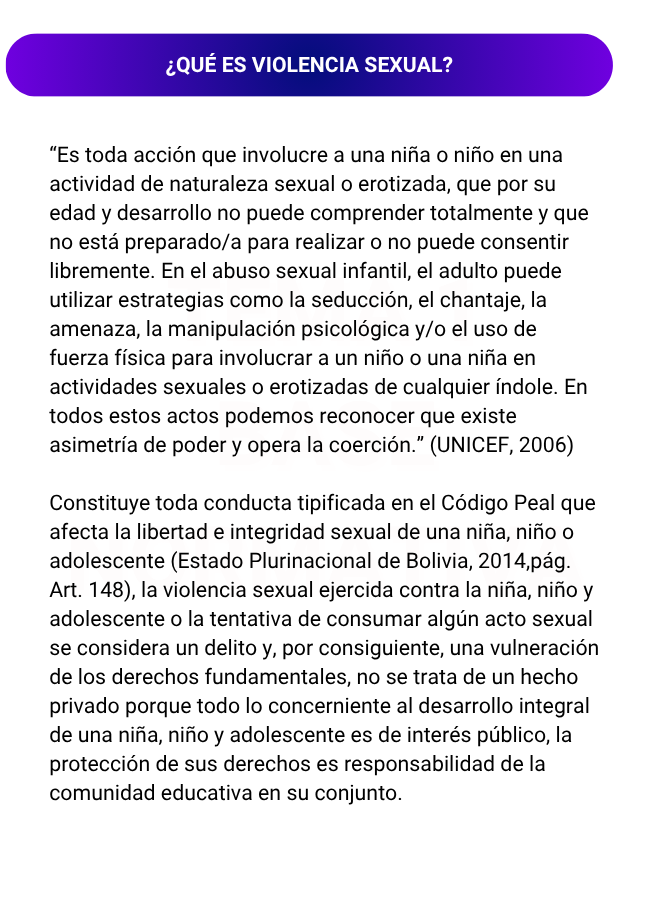 ¿QUÉ ES VIOLENCIA SEXUAL?
“Es toda acción que involucre a una niña o niño en una
actividad de naturaleza sexual o erotizada, que por su
edad y desarrollo no puede comprender totalmente y que
no está preparado/a para realizar o no puede consentir
libremente. En el abuso sexual infantil, el adulto puede
utilizar estrategias como la seducción, el chantaje, la
amenaza, la manipulación psicológica y/o el uso de
fuerza física para involucrar a un niño o una niña en
actividades sexuales o erotizadas de cualquier índole. En
todos estos actos podemos reconocer que existe
asimetría de poder y opera la coerción.” (UNICEF, 2006)
Constituye toda conducta tipificada en el Código Peal que
afecta la libertad e integridad sexual de una niña, niño o
adolescente (Estado Plurinacional de Bolivia, 2014,pág.
Art. 148), la violencia sexual ejercida contra la niña, niño y
adolescente o la tentativa de consumar algún acto sexual
se considera un delito y, por consiguiente, una vulneración
de los derechos fundamentales, no se trata de un hecho
privado porque todo lo concerniente al desarrollo integral
de una niña, niño y adolescente es de interés público, la
protección de sus derechos es responsabilidad de la
comunidad educativa en su conjunto.